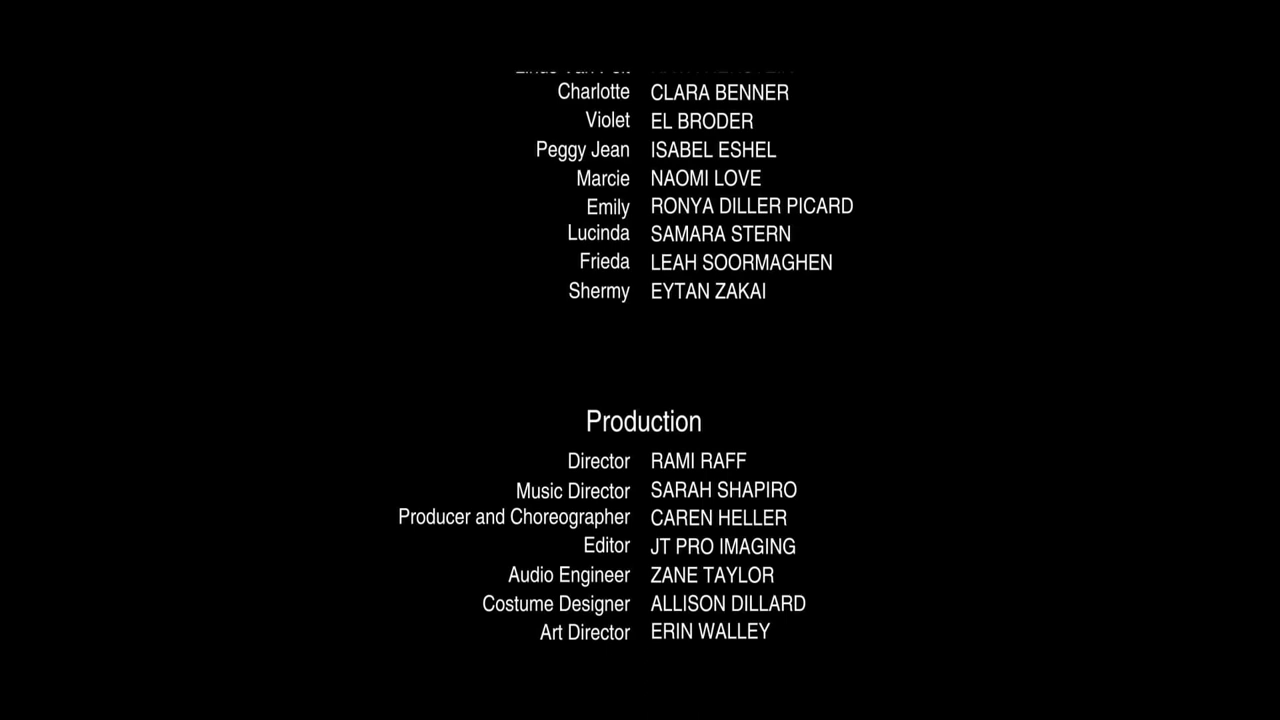 Charlotte CLARA BENNER
Violet EL BRODER
Peggy Jean ISABEL ESHEL
Marcie NAOMI LOVE
Emily RONYA DILLER PICARD
Lucinda SAMARA STERN
Frieda LEAH SOORMAGHEN
Shermy EYTAN ZAKAI
Production
Director RAMI RAFF
Music Director SARAH SHAPIRO
Producer and Choreographer CAREN HELLER
Editor JT PRO IMAGING
Audio Engineer ZANE TAYLOR
Costume Designer ALLISON DILLARD
Art Director ERIN WALLEY